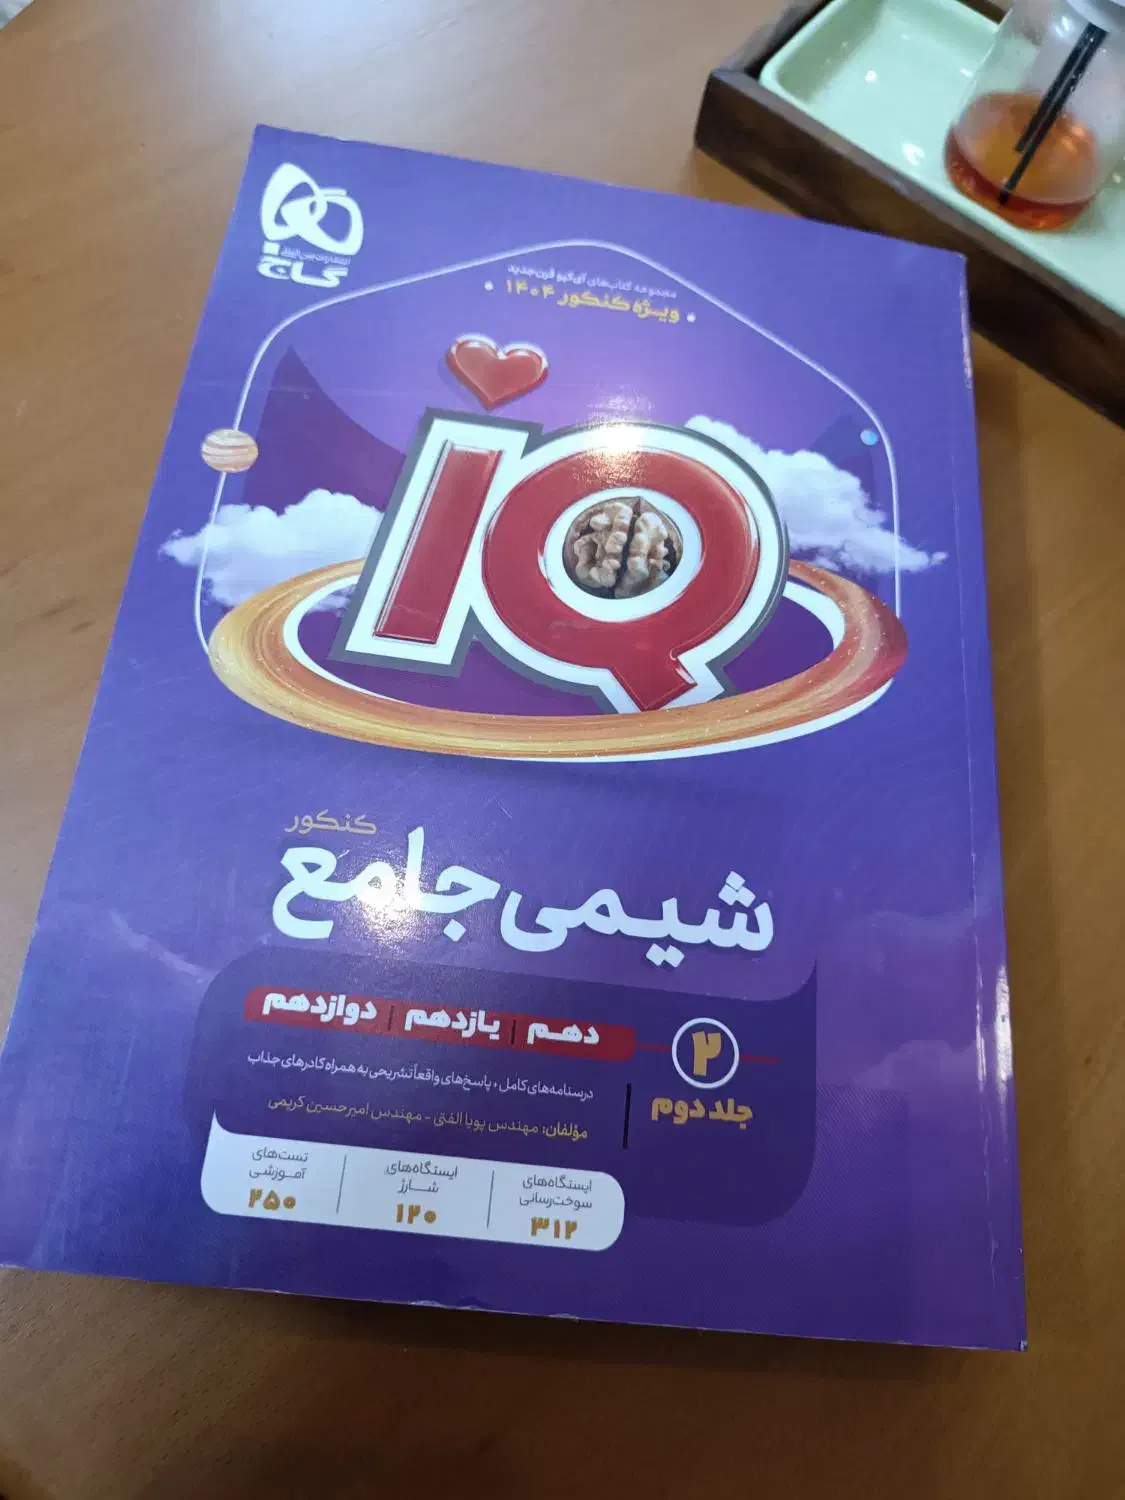 گاج
انتشارات بین‌المللی
مجموعه کتاب‌های آی‌کیو قرن جدید
• ویژه کنکور ۱۴۰۴ •
IQ
کنکور
شیمی جامع
دهم | یازدهم | دوازدهم
۲
جلد دوم
درسنامه‌های کامل + پاسخ‌های واقعاً تشریحی به همراه کادرهای جذاب
مؤلفان: مهندس پویا الفتی - مهندس امیرحسین کریمی
ایستگاه‌های سوخت‌رسانی
۳۱۲
ایستگاه‌های شارژ
۱۲۰
تست‌های آموزشی
۲۵۰